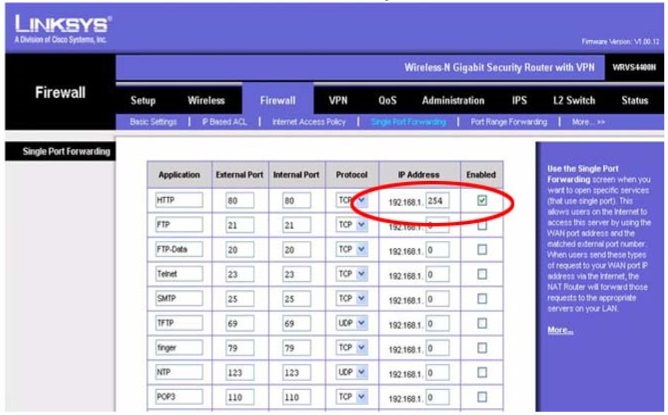 LINKSYS®
A Division of Cisco Systems, Inc.
Firmware Version: V1.00.12
Wireless-N Gigabit Security Router with VPN WRVS4400N
Firewall
Setup Wireless Firewall VPN QoS Administration IPS L2 Switch Status
Basic Settings | IP Based ACL | Internet Access Policy | Single Port Forwarding | Port Range Forwarding | More...»
Single Port Forwarding
Application External Port Internal Port Protocol IP Address Enabled
HTTP 80 80 TCP 192.168.1. 254
FTP 21 21 TCP 192.168.1.
FTP-Data 20 20 TCP 192.168.1. 0
Telnet 23 23 TCP 192.168.1. 0
SMTP 25 25 TCP 192.168.1. 0
TFTP 69 69 UDP 192.168.1. 0
finger 79 79 TCP 192.168.1. 0
NTP 123 123 UDP 192.168.1. 0
POP3 110 110 TCP 192.168.1. 0
Use the Single Port
Forwarding screen when you
want to open specific services
(that use single port). This
allows users on the Internet to
access this server by using the
WAN port address and the
matched external port number.
When users send these types
of request to your WAN port IP
address via the Internet, the
NAT Router will forward those
requests to the appropriate
servers on your LAN.
More...